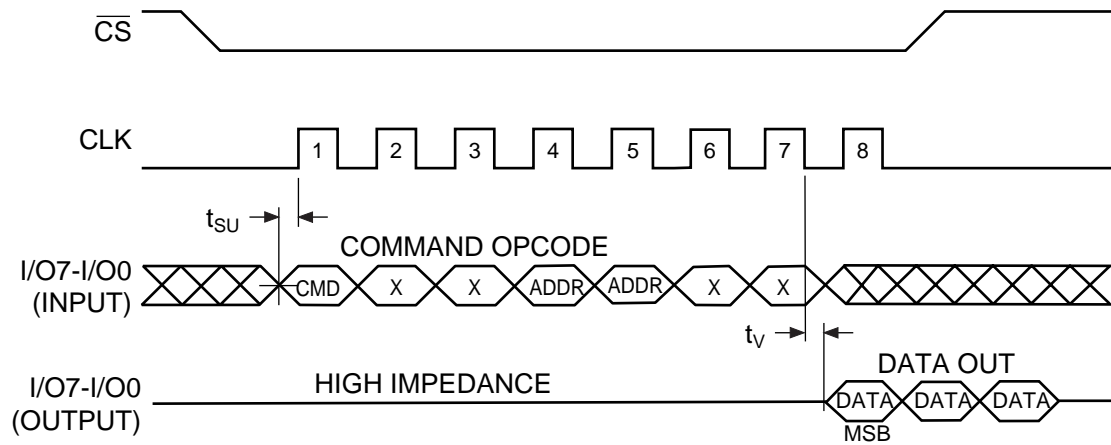 CS
CLK
1 2 3 4 5 6 7 8
tSU
COMMAND OPCODE
I/O7-I/O0
(INPUT)
CMD X X ADDR ADDR X X
tV
DATA OUT
I/O7-I/O0
(OUTPUT)
HIGH IMPEDANCE
DATA DATA DATA
MSB